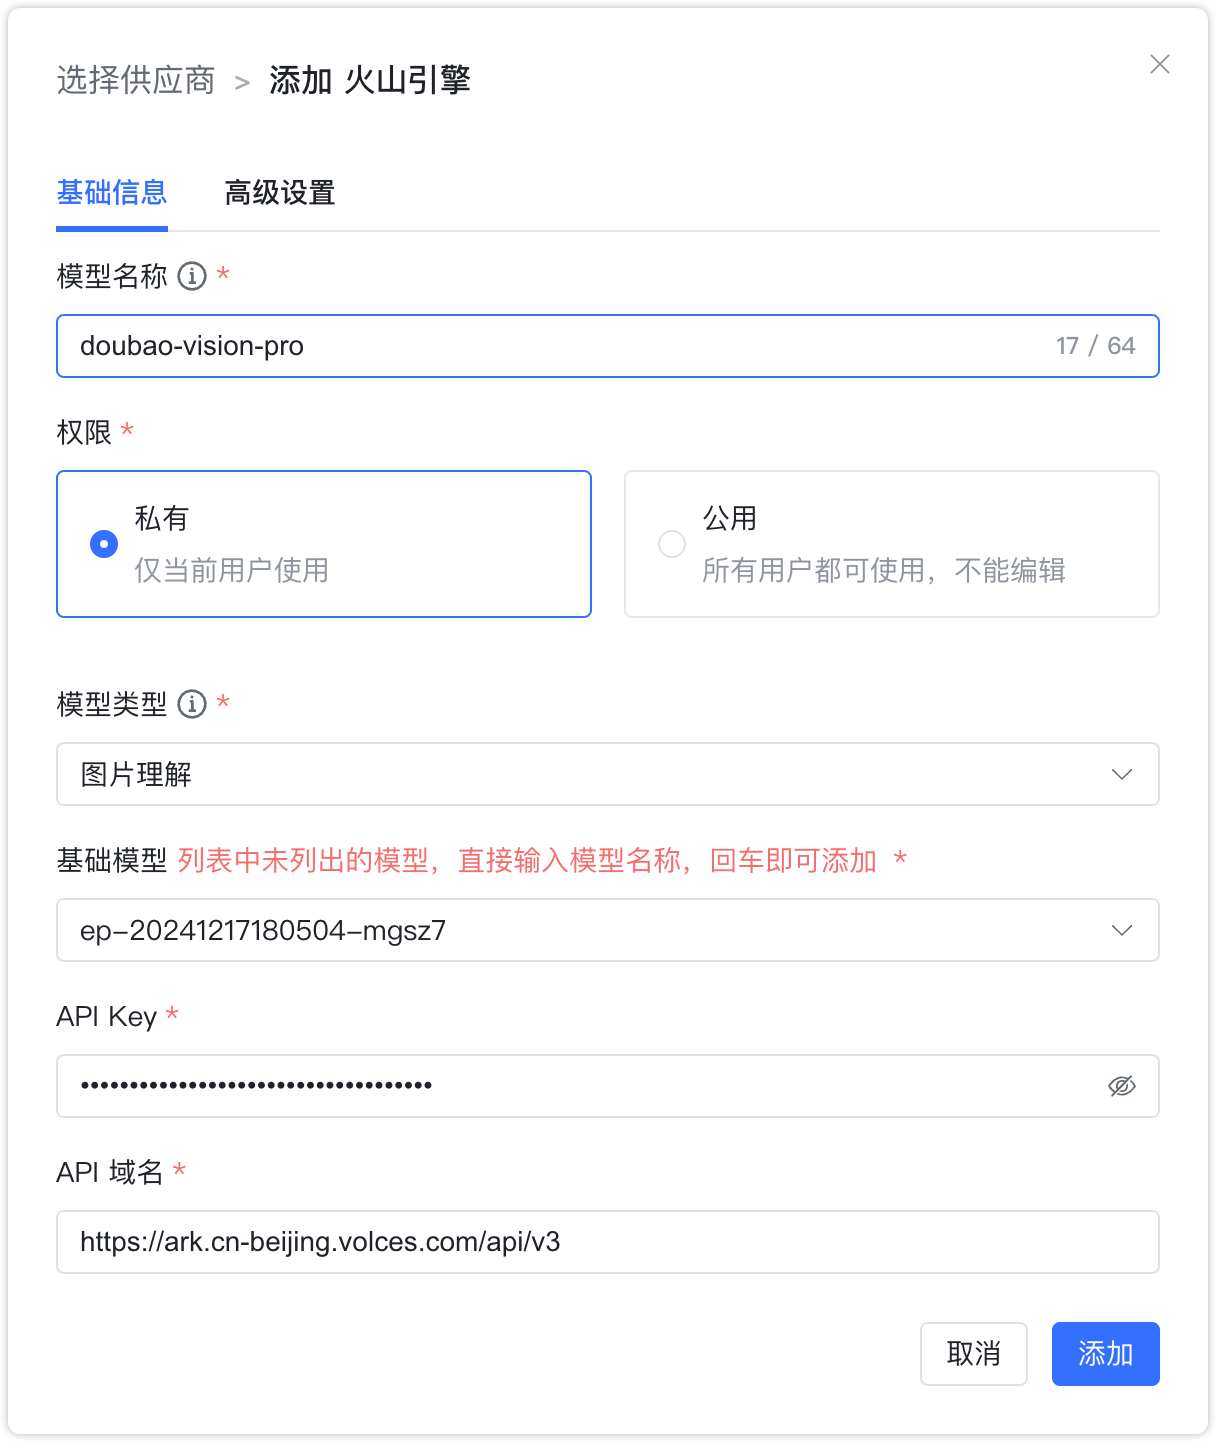 选择供应商 > 添加 火山引擎
基础信息 高级设置
模型名称 *
doubao-vision-pro 17 / 64
权限 *
私有
仅当前用户使用
公用
所有用户都可使用，不能编辑
模型类型 *
图片理解
基础模型 列表中未列出的模型，直接输入模型名称，回车即可添加 *
ep-20241217180504-mgsz7
API Key *
••••••••••••••••••••••••••••••••••••
API 域名 *
https://ark.cn-beijing.volces.com/api/v3
取消 添加